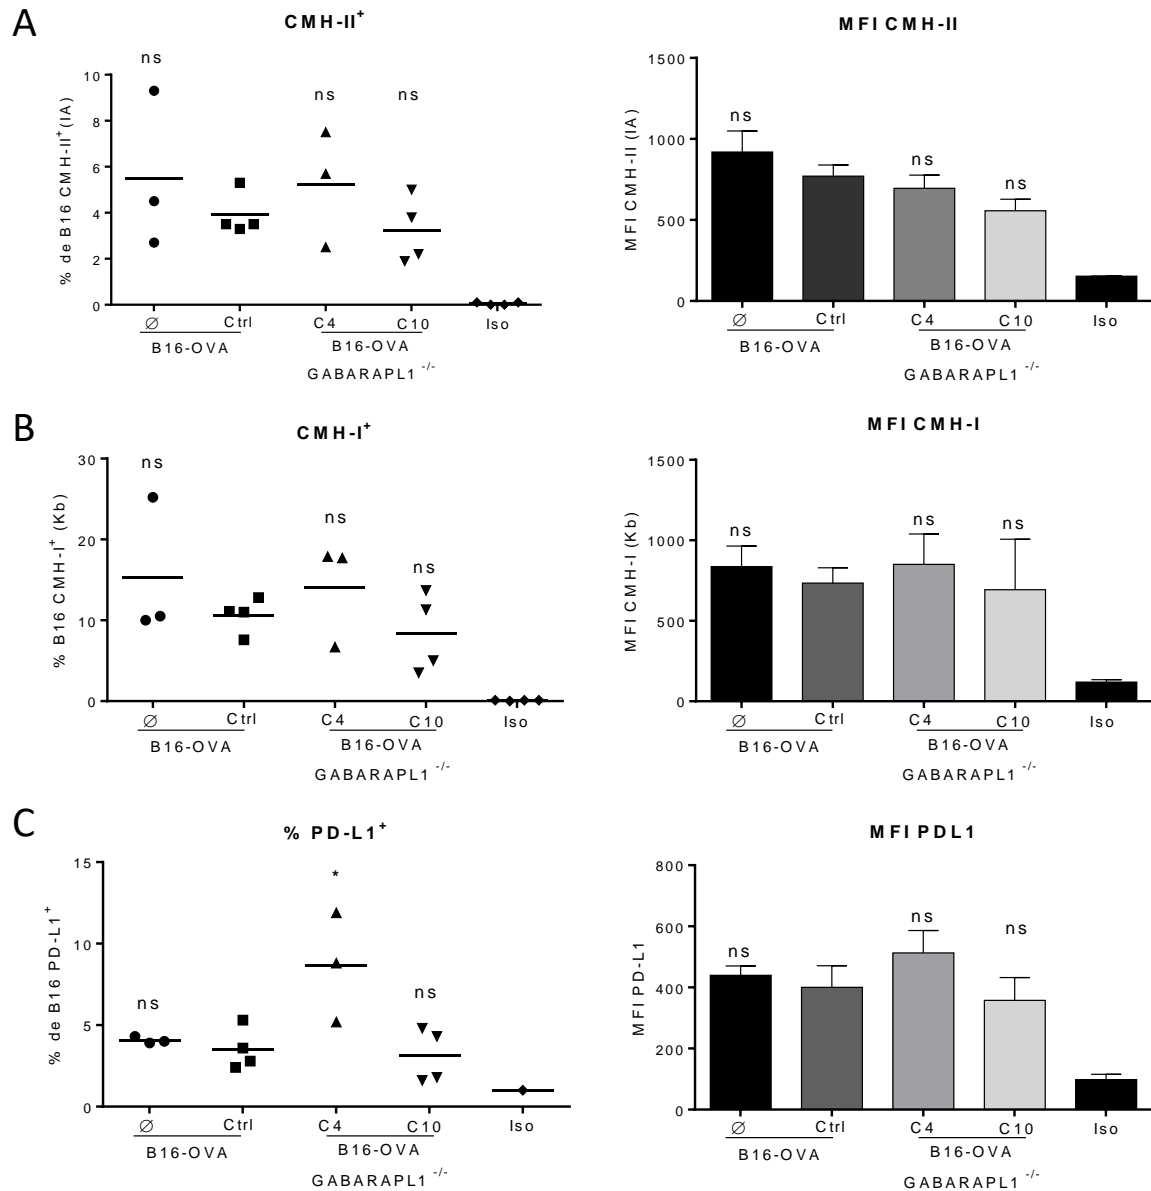 A
CMH-II+
ns
ns
ns
% de B16 CMH-II+(IA)
10
8
6
4
2
0
∅
Ctrl
C4
C10
Iso
B16-OVA
B16-OVA
GABARAPL1 -/-
MFI CMH-II
ns
ns
ns
MFI CMH-II (IA)
1500
1000
500
0
∅
Ctrl
C4
C10
Iso
B16-OVA
B16-OVA
GABARAPL1 -/-
B
CMH-I+
ns
ns
ns
% B16 CMH-I+ (Kb)
30
20
10
0
∅
Ctrl
C4
C10
Iso
B16-OVA
B16-OVA
GABARAPL1 -/-
MFI CMH-I
ns
ns
ns
MFI CMH-I (Kb)
1500
1000
500
0
∅
Ctrl
C4
C10
Iso
B16-OVA
B16-OVA
GABARAPL1 -/-
C
% PD-L1+
ns
*
ns
% de B16 PD-L1+
15
10
5
0
∅
Ctrl
C4
C10
Iso
B16-OVA
B16-OVA
GABARAPL1 -/-
MFI PDL1
ns
ns
ns
MFI PD-L1
800
600
400
200
0
∅
Ctrl
C4
C10
Iso
B16-OVA
B16-OVA
GABARAPL1 -/-